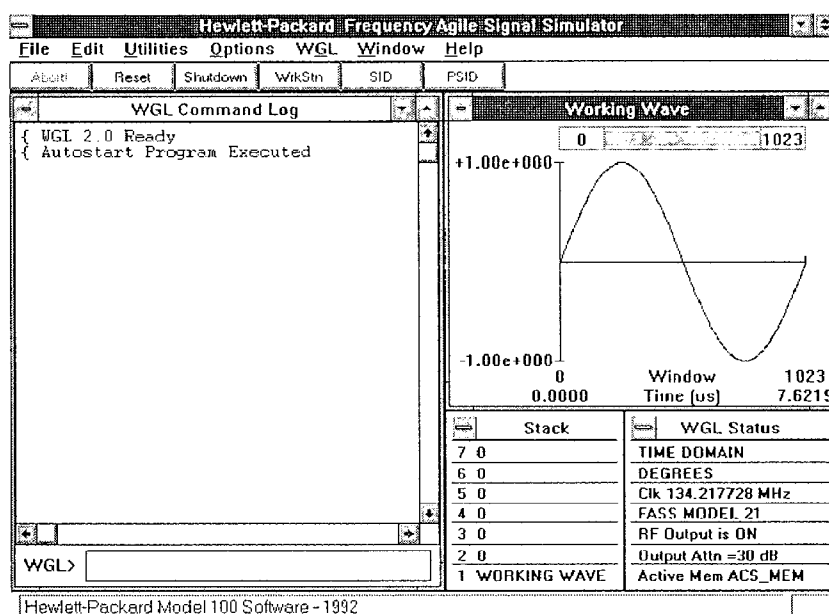 Hewlett-Packard Frequency Agile Signal Simulator
File Edit Utilities Options WGL Window Help
Abort! Reset Shutdown WrkStn SID PSID
WGL Command Log
{ WGL 2.0 Ready
{ Autostart Program Executed
WGL>
Working Wave
0 1023
+1.00e+000
-1.00e+000
0 Window 1023
0.0000 Time (us) 7.6219
Stack
7 0
6 0
5 0
4 0
3 0
2 0
1 WORKING WAVE
WGL Status
TIME DOMAIN
DEGREES
Clk 134.217728 MHz
FASS MODEL 21
RF Output is ON
Output Attn =30 dB
Active Mem ACS_MEM
Hewlett-Packard Model 100 Software - 1992